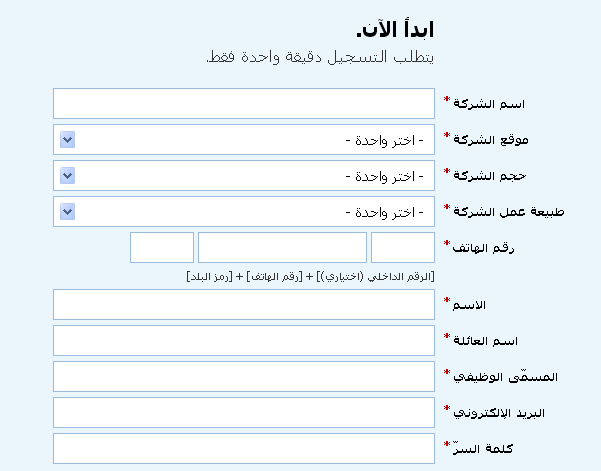 ابدأ الآن.
يتطلب التسجيل دقيقة واحدة فقط.
* اسم الشركة
* موقع الشركة
- اختر واحدة -
* حجم الشركة
- اختر واحدة -
* طبيعة عمل الشركة
- اختر واحدة -
* رقم الهاتف
[رمز البلد] + [رقم الهاتف] + [الرقم الداخلي (اختياري)]
* الاسم
* اسم العائلة
* المسمّى الوظيفي
* البريد الإلكتروني
* كلمة السرّ